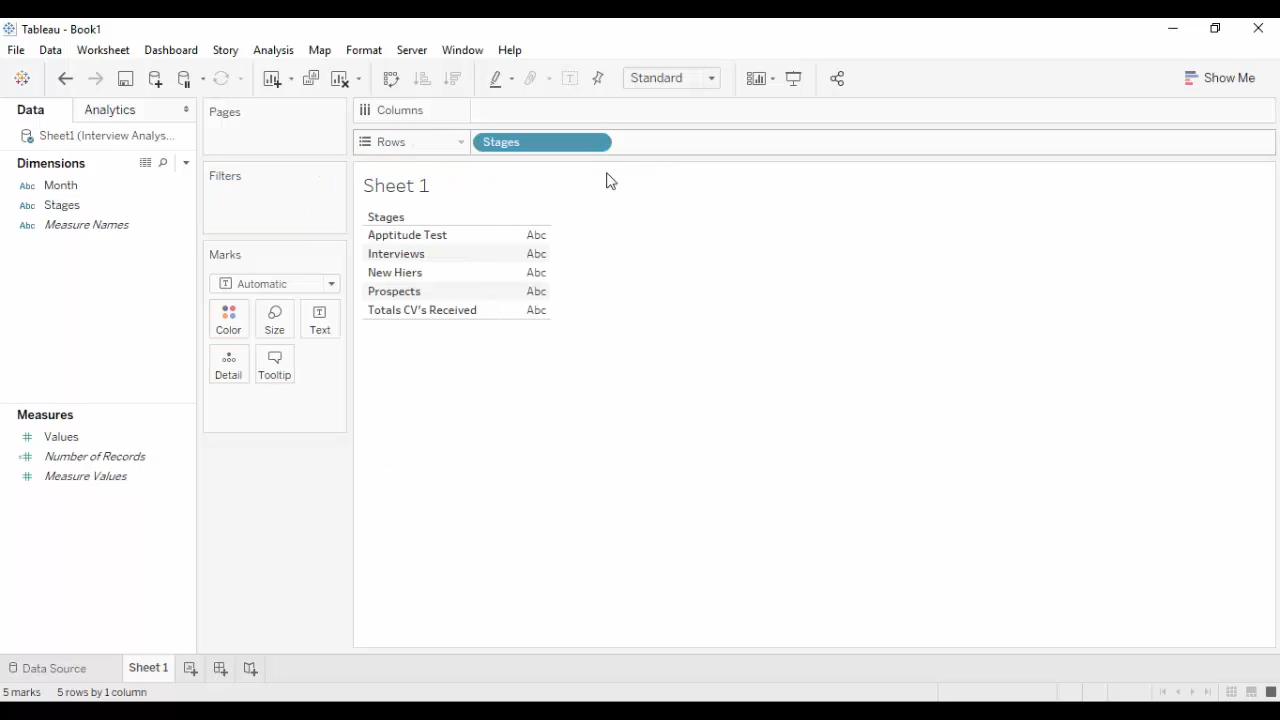 Tableau - Book1
File Data Worksheet Dashboard Story Analysis Map Format Server Window Help
Standard
Show Me
Data Analytics
Sheet1 (Interview Analys...
Dimensions
Abc Month
Abc Stages
Abc Measure Names
Measures
Values
Number of Records
Measure Values
Pages
Filters
Marks
Automatic
Color Size Text
Detail Tooltip
Columns
Rows Stages
Sheet 1
Stages
Apptitude Test Abc
Interviews Abc
New Hiers Abc
Prospects Abc
Totals CV's Received Abc
Data Source Sheet 1
5 marks 5 rows by 1 column